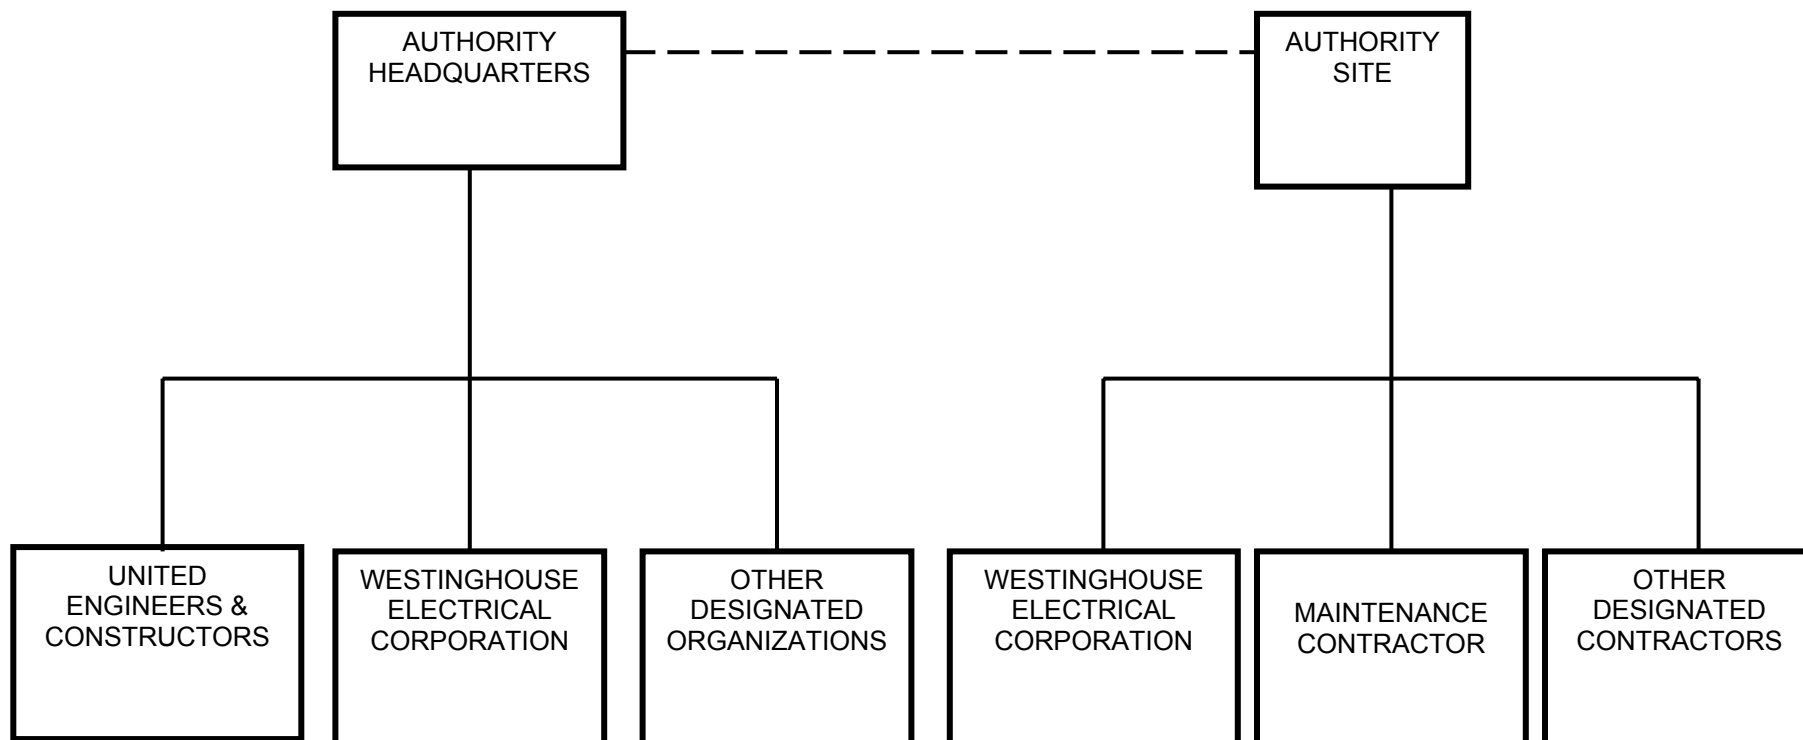 AUTHORITY
HEADQUARTERS
AUTHORITY
SITE
UNITED
ENGINEERS &
CONSTRUCTORS
WESTINGHOUSE
ELECTRICAL
CORPORATION
OTHER
DESIGNATED
ORGANIZATIONS
WESTINGHOUSE
ELECTRICAL
CORPORATION
MAINTENANCE
CONTRACTOR
OTHER
DESIGNATED
CONTRACTORS